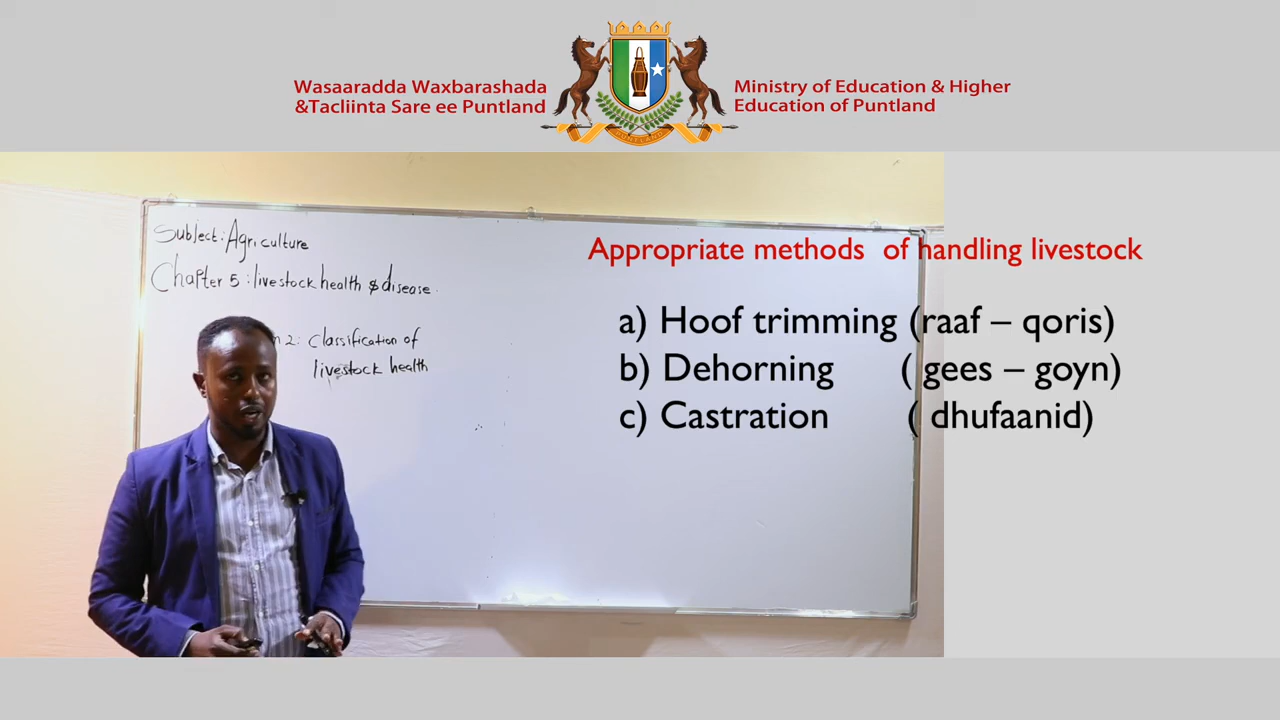 Wasaaradda Waxbarashada
&Tacliinta Sare ee Puntland
Ministry of Education & Higher
Education of Puntland
PUNTLAND
Subject: Agriculture
Chapter 5: livestock health & disease.
2: classification of
livestock health
Appropriate methods of handling livestock
a) Hoof trimming (raaf – qoris)
b) Dehorning ( gees – goyn)
c) Castration ( dhufaanid)